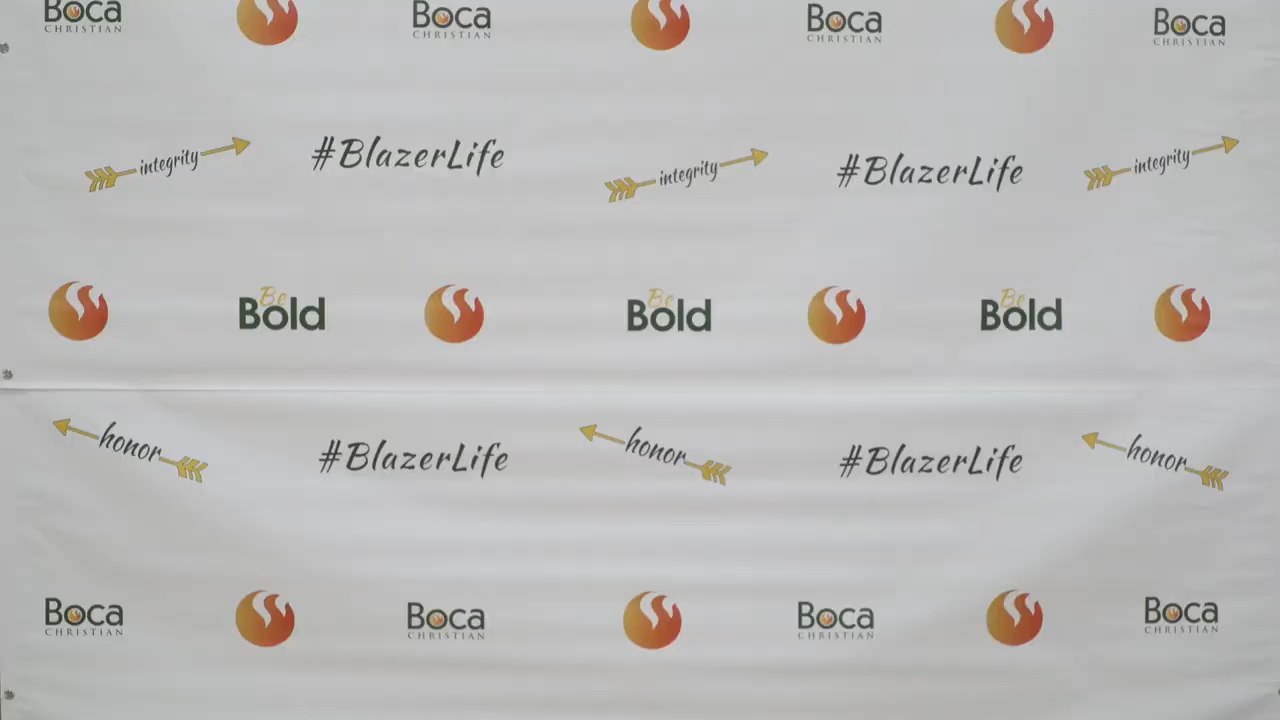 Boca Boca Boca Boca
CHRISTIAN CHRISTIAN CHRISTIAN CHRISTIAN
integrity #BlazerLife integrity #BlazerLife integrity
Be Be Be
Bold Bold Bold
honor #BlazerLife honor #BlazerLife honor
Boca Boca Boca Boca
CHRISTIAN CHRISTIAN CHRISTIAN CHRISTIAN